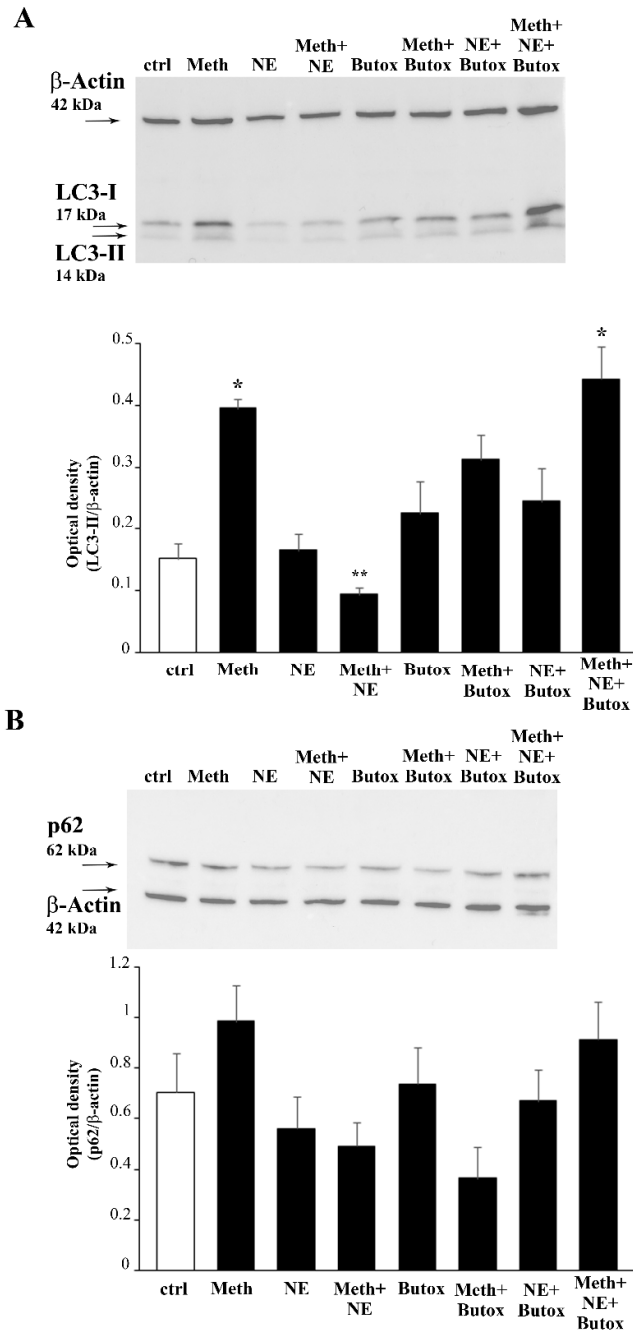 A
ctrl Meth NE Meth+ NE Butox Meth+ Butox NE+ Butox Meth+ NE+ Butox
β-Actin
42 kDa
LC3-I
17 kDa
LC3-II
14 kDa
Optical density
(LC3-II/β-actin)
0.5
0.4
0.3
0.2
0.1
0
*
**
*
ctrl Meth NE Meth+ NE Butox Meth+ Butox NE+ Butox Meth+ NE+ Butox
B
ctrl Meth NE Meth+ NE Butox Meth+ Butox NE+ Butox Meth+ NE+ Butox
p62
62 kDa
β-Actin
42 kDa
Optical density
(p62/β-actin)
1.2
1
0.8
0.6
0.4
0.2
0
ctrl Meth NE Meth+ NE Butox Meth+ Butox NE+ Butox Meth+ NE+ Butox